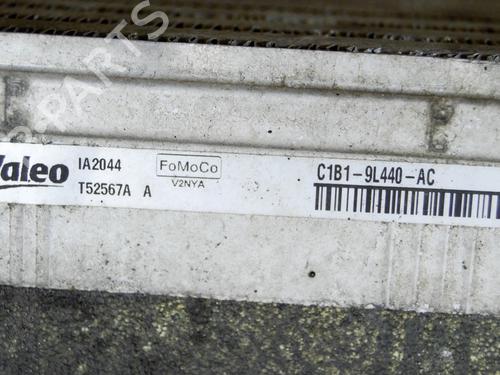 Valeo
IA2044
T52567A A
FoMoCo
V2NYA
C1B1-9L440-AC